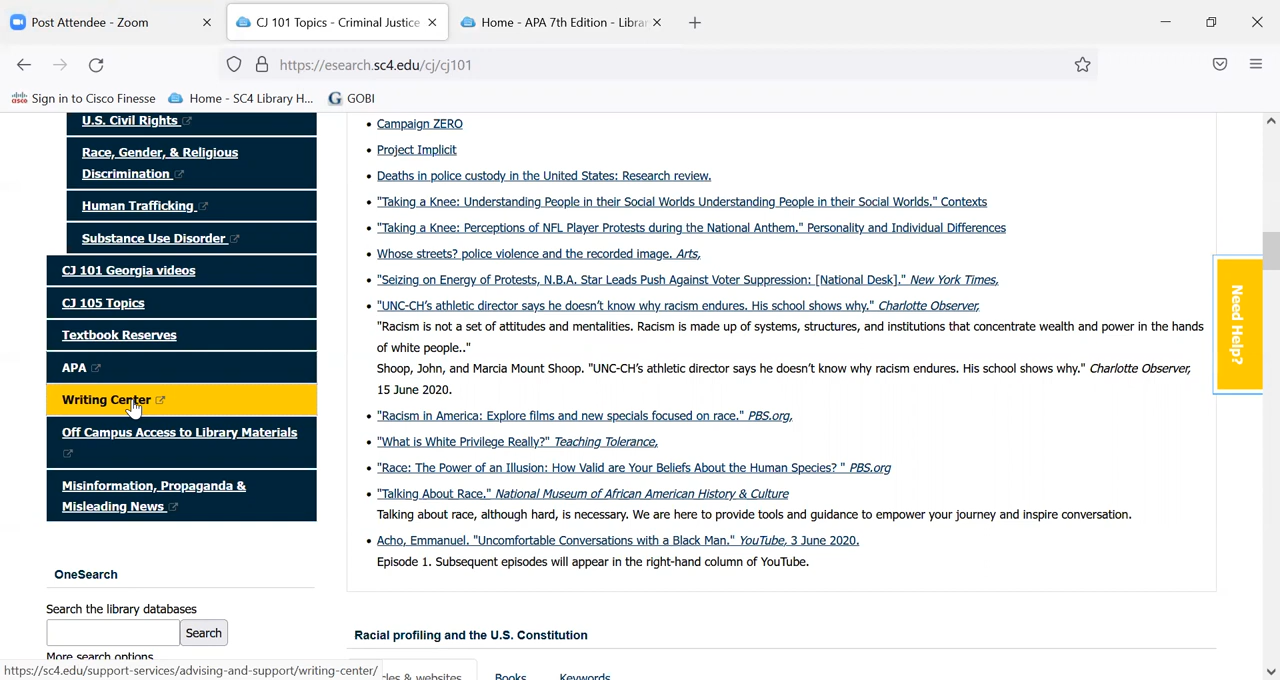 Post Attendee - Zoom
CJ 101 Topics - Criminal Justice
Home - APA 7th Edition - Librar
https://esearch.sc4.edu/cj/cj101
Sign in to Cisco Finesse
Home - SC4 Library H...
GOBI
U.S. Civil Rights
Race, Gender, & Religious
Discrimination
Human Trafficking
Substance Use Disorder
CJ 101 Georgia videos
CJ 105 Topics
Textbook Reserves
APA
Writing Center
Off Campus Access to Library Materials
Misinformation, Propaganda &
Misleading News
OneSearch
Search the library databases
Search
More search options
https://sc4.edu/support-services/advising-and-support/writing-center/
• Campaign ZERO
• Project Implicit
• Deaths in police custody in the United States: Research review.
• "Taking a Knee: Understanding People in their Social Worlds Understanding People in their Social Worlds." Contexts
• "Taking a Knee: Perceptions of NFL Player Protests during the National Anthem." Personality and Individual Differences
• Whose streets? police violence and the recorded image. Arts,
• "Seizing on Energy of Protests, N.B.A. Star Leads Push Against Voter Suppression: [National Desk]." New York Times,
• "UNC-CH's athletic director says he doesn't know why racism endures. His school shows why." Charlotte Observer,
"Racism is not a set of attitudes and mentalities. Racism is made up of systems, structures, and institutions that concentrate wealth and power in the hands
of white people.."
Shoop, John, and Marcia Mount Shoop. "UNC-CH's athletic director says he doesn't know why racism endures. His school shows why." Charlotte Observer,
15 June 2020.
• "Racism in America: Explore films and new specials focused on race." PBS.org,
• "What is White Privilege Really?" Teaching Tolerance,
• "Race: The Power of an Illusion: How Valid are Your Beliefs About the Human Species? " PBS.org
• "Talking About Race." National Museum of African American History & Culture
Talking about race, although hard, is necessary. We are here to provide tools and guidance to empower your journey and inspire conversation.
• Acho, Emmanuel. "Uncomfortable Conversations with a Black Man." YouTube, 3 June 2020.
Episode 1. Subsequent episodes will appear in the right-hand column of YouTube.
Racial profiling and the U.S. Constitution
cles & websites
Books
Keywords
Need Help?